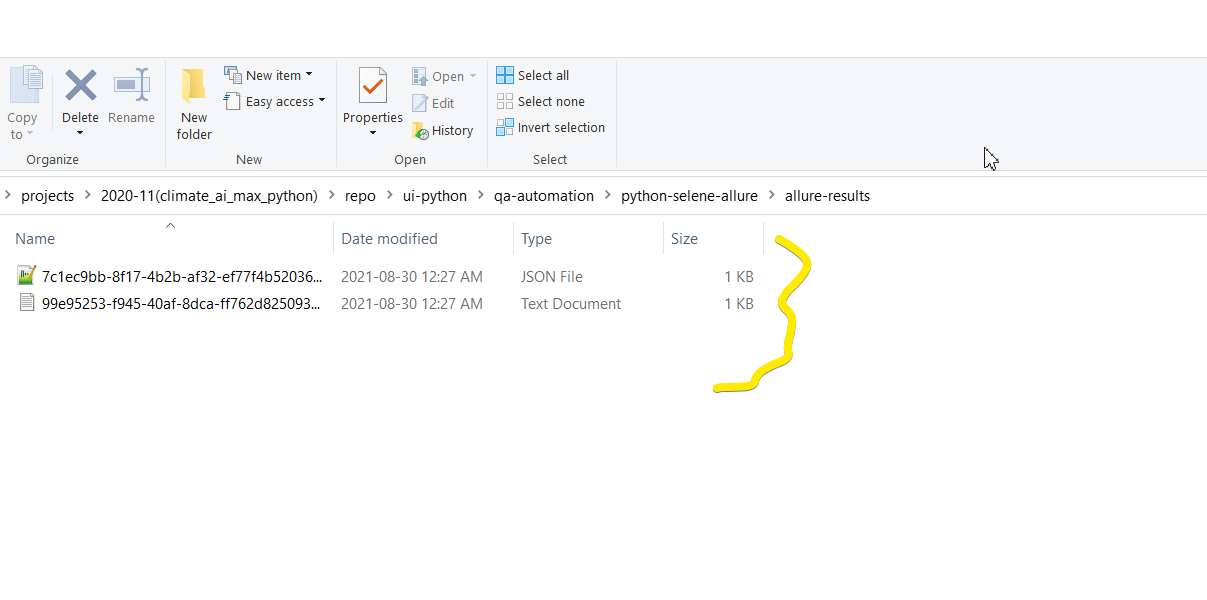 Copy to
Delete
Rename
Organize
New folder
New item
Easy access
New
Properties
Open
Edit
History
Open
Select all
Select none
Invert selection
Select
projects 2020-11(climate_ai_max_python) repo ui-python qa-automation python-selene-allure allure-results
Name Date modified Type Size
7c1ec9bb-8f17-4b2b-af32-ef77f4b52036... 2021-08-30 12:27 AM JSON File 1 KB
99e95253-f945-40af-8dca-ff762d825093... 2021-08-30 12:27 AM Text Document 1 KB